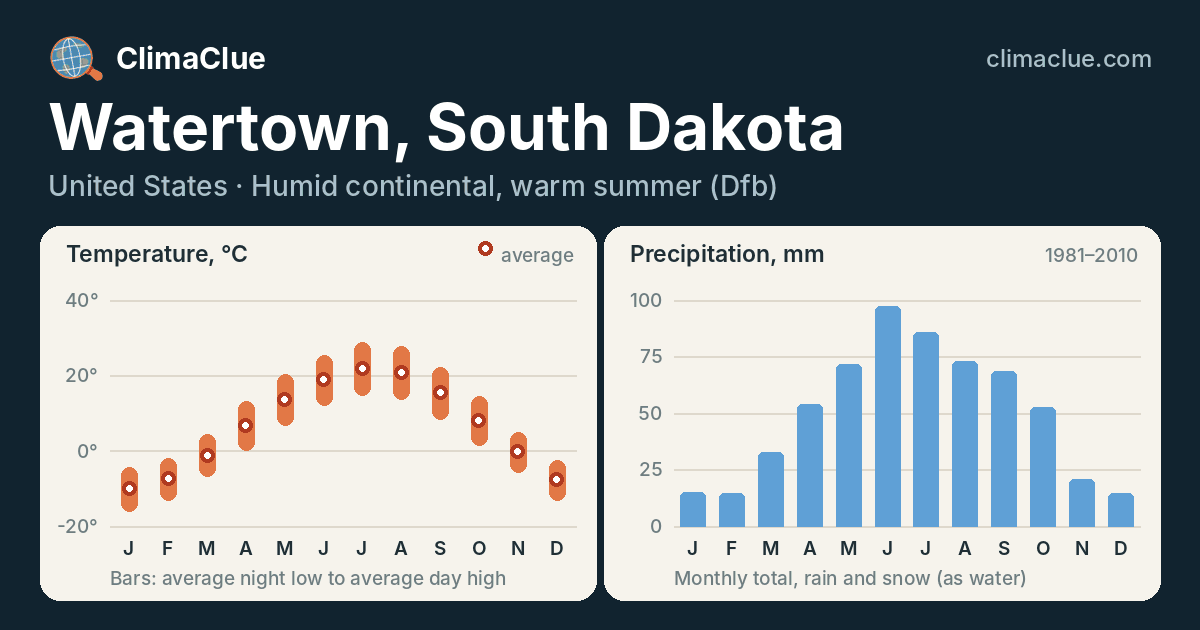 ClimaClue
climaclue.com
Watertown, South Dakota
United States · Humid continental, warm summer (Dfb)
Temperature, °C
average
40°
20°
0°
-20°
J F M A M J J A S O N D
Bars: average night low to average day high
Precipitation, mm
1981–2010
100
75
50
25
0
J F M A M J J A S O N D
Monthly total, rain and snow (as water)